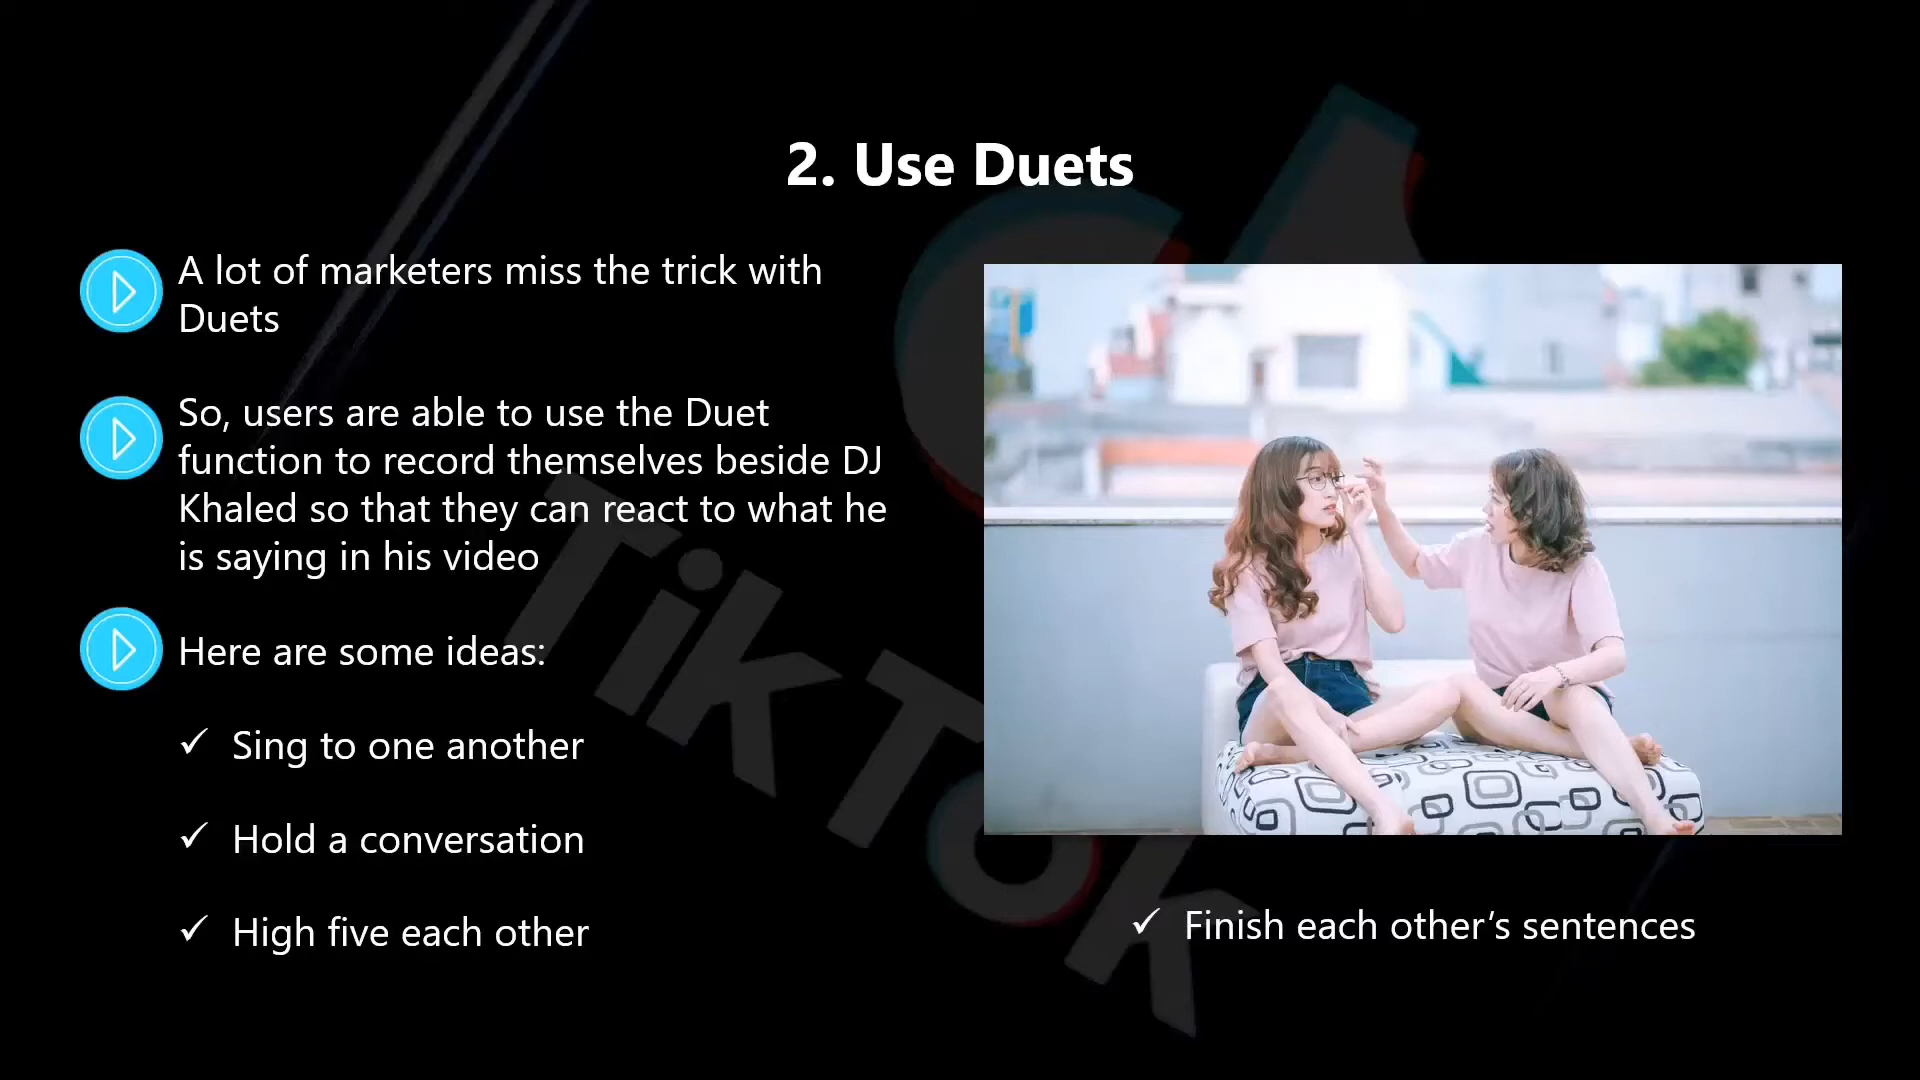 2. Use Duets
A lot of marketers miss the trick with
Duets
So, users are able to use the Duet
function to record themselves beside DJ
Khaled so that they can react to what he
is saying in his video
Here are some ideas:
✓ Sing to one another
✓ Hold a conversation
✓ High five each other
✓ Finish each other‘s sentences
TikTok